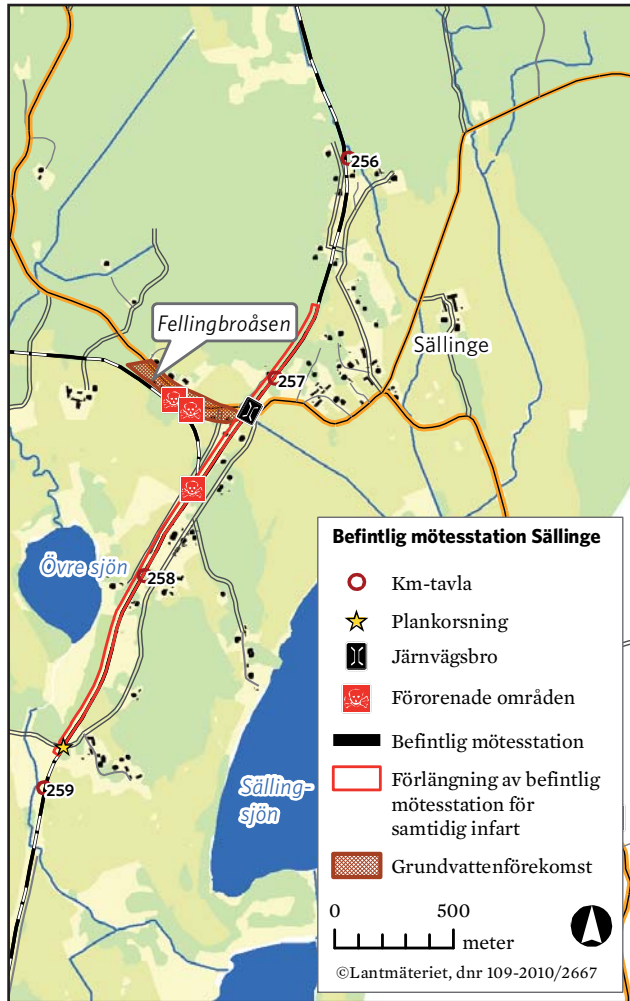 256
Fellingbroåsen
Sällinge
257
Övre sjön
258
259
Sälling-
sjön
Befintlig mötesstation Sällinge
Km-tavla
Plankorsning
Järnvägsbro
Förorenade områden
Befintlig mötesstation
Förlängning av befintlig
mötesstation för
samtidig infart
Grundvattenförekomst
0 500
meter
©Lantmäteriet, dnr 109-2010/2667